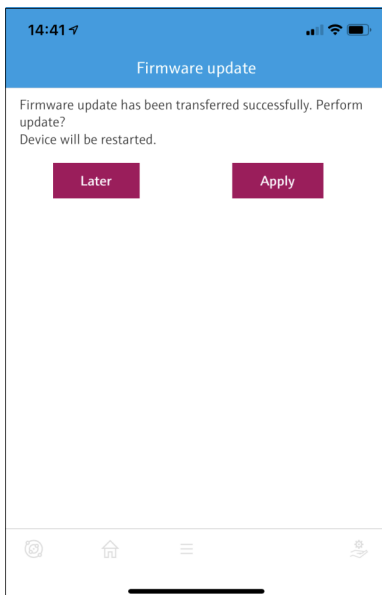 14:41
Firmware update
Firmware update has been transferred successfully. Perform
update?
Device will be restarted.
Later
Apply